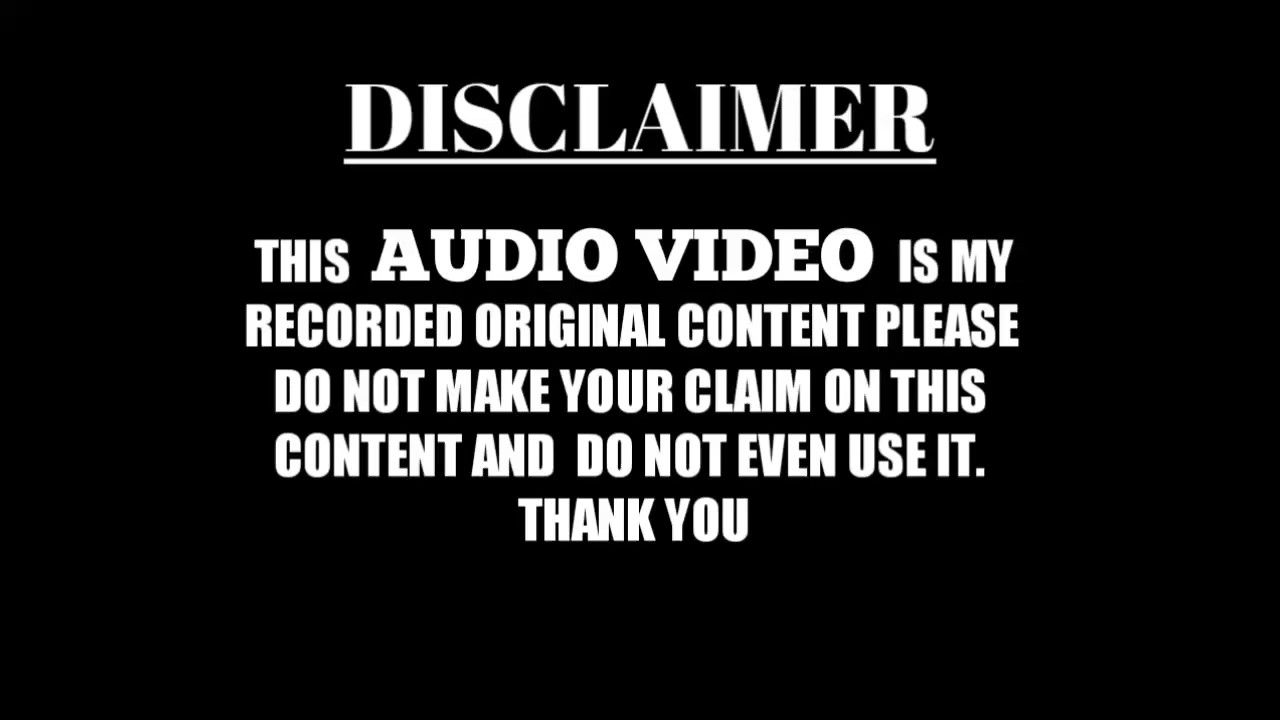 DISCLAIMER
THIS AUDIO VIDEO IS MY
RECORDED ORIGINAL CONTENT PLEASE
DO NOT MAKE YOUR CLAIM ON THIS
CONTENT AND DO NOT EVEN USE IT.
THANK YOU